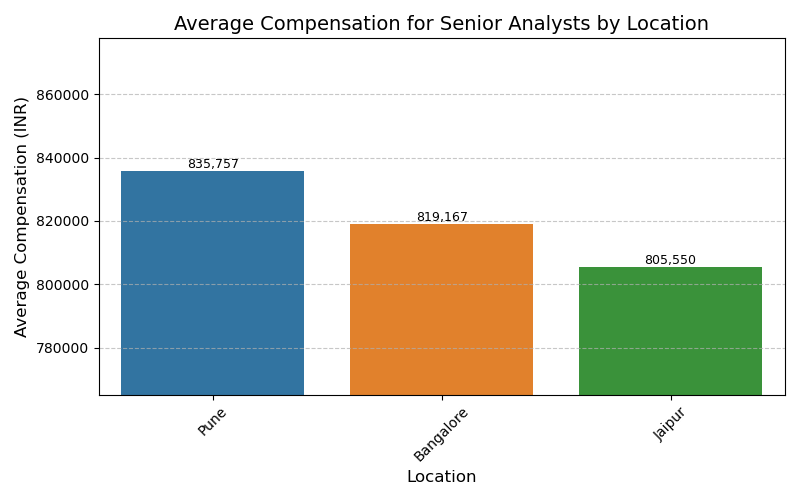 Average Compensation for Senior Analysts by Location
Average Compensation (INR)
860000
840000
820000
800000
780000
835,757
819,167
805,550
Pune
Bangalore
Jaipur
Location